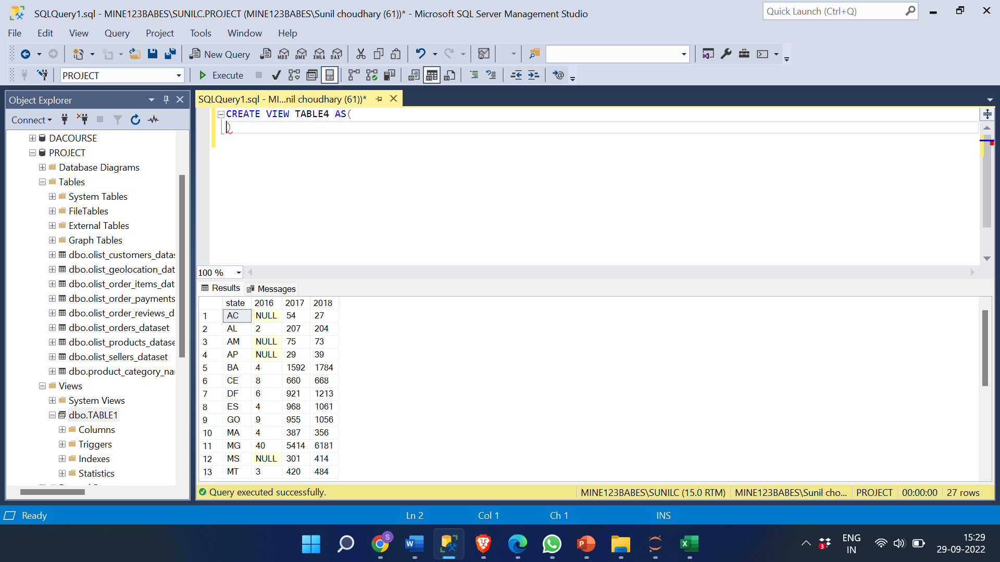 SQLQuery1.sql - MINE123BABES\SUNILC.PROJECT (MINE123BABES\Sunil choudhary (61))* - Microsoft SQL Server Management Studio
Quick Launch (Ctrl+Q)
File Edit View Query Project Tools Window Help
New Query MDX DMX XMLA DAX
PROJECT Execute
Object Explorer
SQLQuery1.sql - MI...nil choudhary (61))*
Connect
CREATE VIEW TABLE4 AS(
)
DACOURSE
PROJECT
Database Diagrams
Tables
System Tables
FileTables
External Tables
Graph Tables
dbo.olist_customers_datas
dbo.olist_geolocation_dat
dbo.olist_order_items_dat
dbo.olist_order_payments
dbo.olist_order_reviews_d
dbo.olist_orders_dataset
dbo.olist_products_datase
dbo.olist_sellers_dataset
dbo.product_category_na
Views
System Views
dbo.TABLE1
Columns
Triggers
Indexes
Statistics
100 %
Results Messages
state 2016 2017 2018
1 AC NULL 54 27
2 AL 2 207 204
3 AM NULL 75 73
4 AP NULL 29 39
5 BA 4 1592 1784
6 CE 8 660 668
7 DF 6 921 1213
8 ES 4 968 1061
9 GO 9 955 1056
10 MA 4 387 356
11 MG 40 5414 6181
12 MS NULL 301 414
13 MT 3 420 484
Query executed successfully. MINE123BABES\SUNILC (15.0 RTM) MINE123BABES\Sunil cho... PROJECT 00:00:00 27 rows
Ready Ln 2 Col 1 Ch 1 INS
S
W
P
X
3
ENG
IN
15:29
29-09-2022